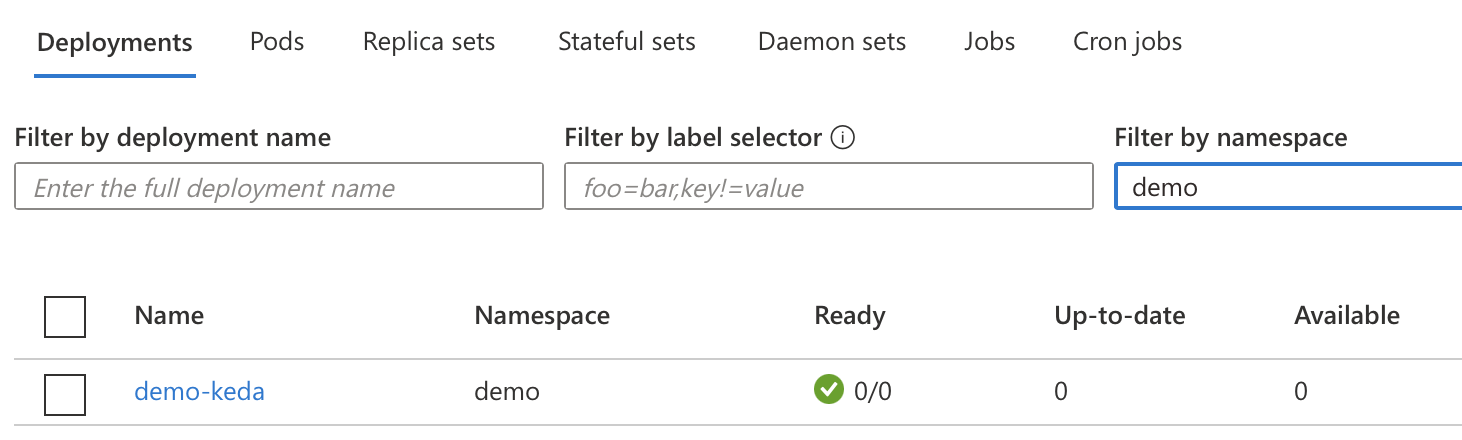 Deployments Pods Replica sets Stateful sets Daemon sets Jobs Cron jobs
Filter by deployment name Filter by label selector Filter by namespace
Enter the full deployment name foo=bar,key!=value demo
Name Namespace Ready Up-to-date Available
demo-keda demo 0/0 0 0